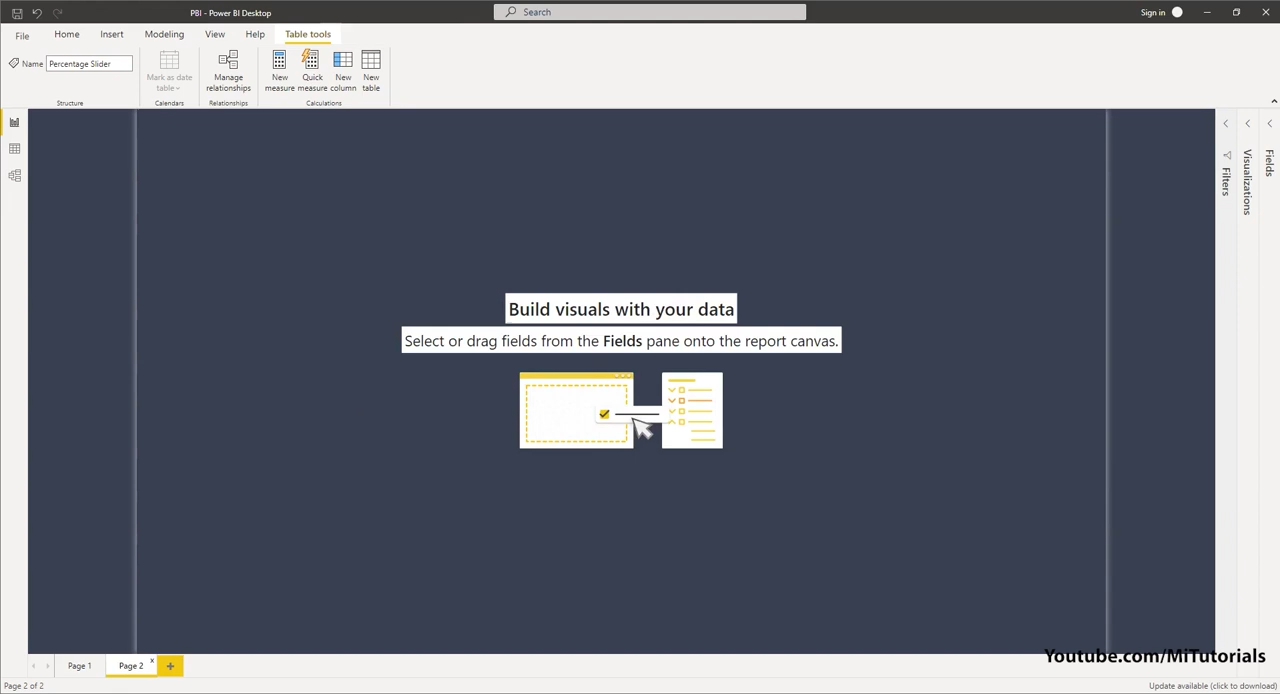 PBI - Power BI Desktop
Search
Sign in
File
Home
Insert
Modeling
View
Help
Table tools
Name
Percentage Slider
Mark as date
table
Manage
relationships
New
measure
Quick
measure
New
column
New
table
Structure
Calendars
Relationships
Calculations
Filters
Visualizations
Fields
Build visuals with your data
Select or drag fields from the Fields pane onto the report canvas.
Page 1
Page 2
Youtube.com/MiTutorials
Page 2 of 2
Update available (click to download)